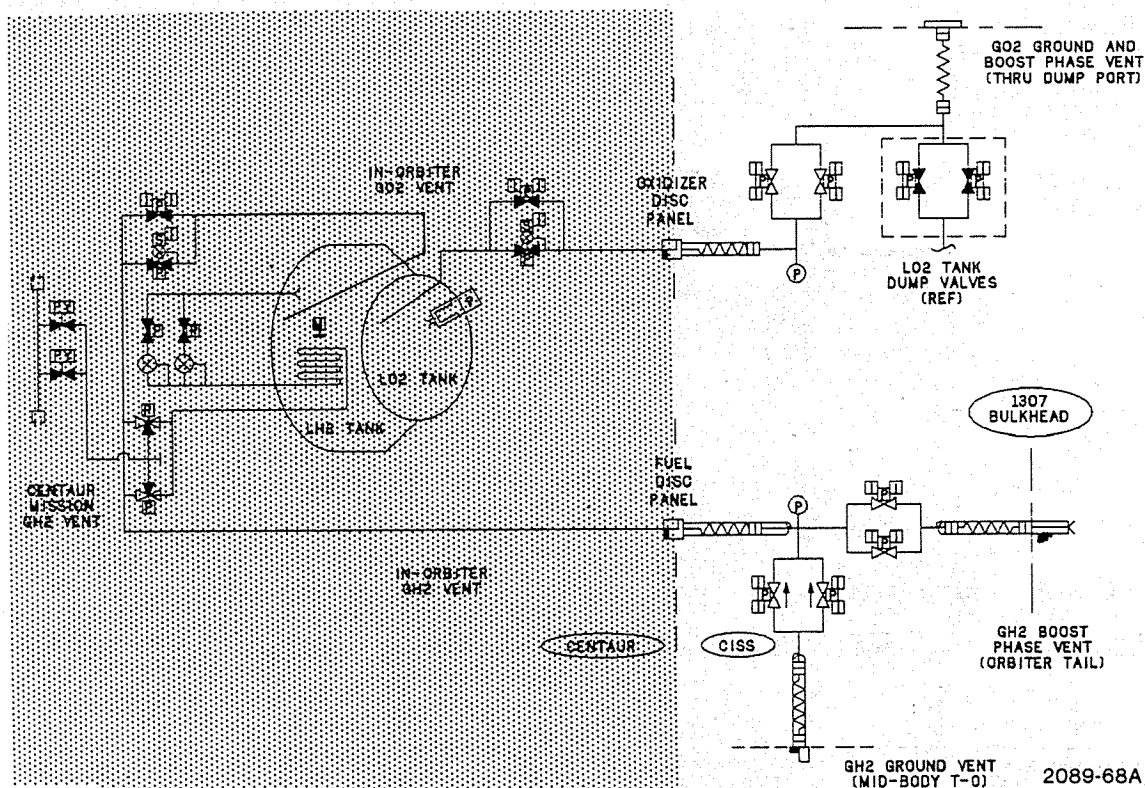 GO2 GROUND AND
BOOST PHASE VENT
(THRU DUMP PORT)
IN-ORBITER
GO2 VENT
OXIDIZER
DISC
PANEL
P
P
P
P
P
P
P
LO2 TANK
DUMP VALVES
(REF)
PY
PY
P
P
P
M
LO2 TANK
LH2 TANK
P
P
1307
BULKHEAD
CENTAUR
MISSION
GH2 VENT
FUEL
DISC
PANEL
P
P
P
IN-ORBITER
GH2 VENT
P
P
CENTAUR
CISS
GH2 BOOST
PHASE VENT
(ORBITER TAIL)
GH2 GROUND VENT
(MID-BODY T-O)
2089-68A